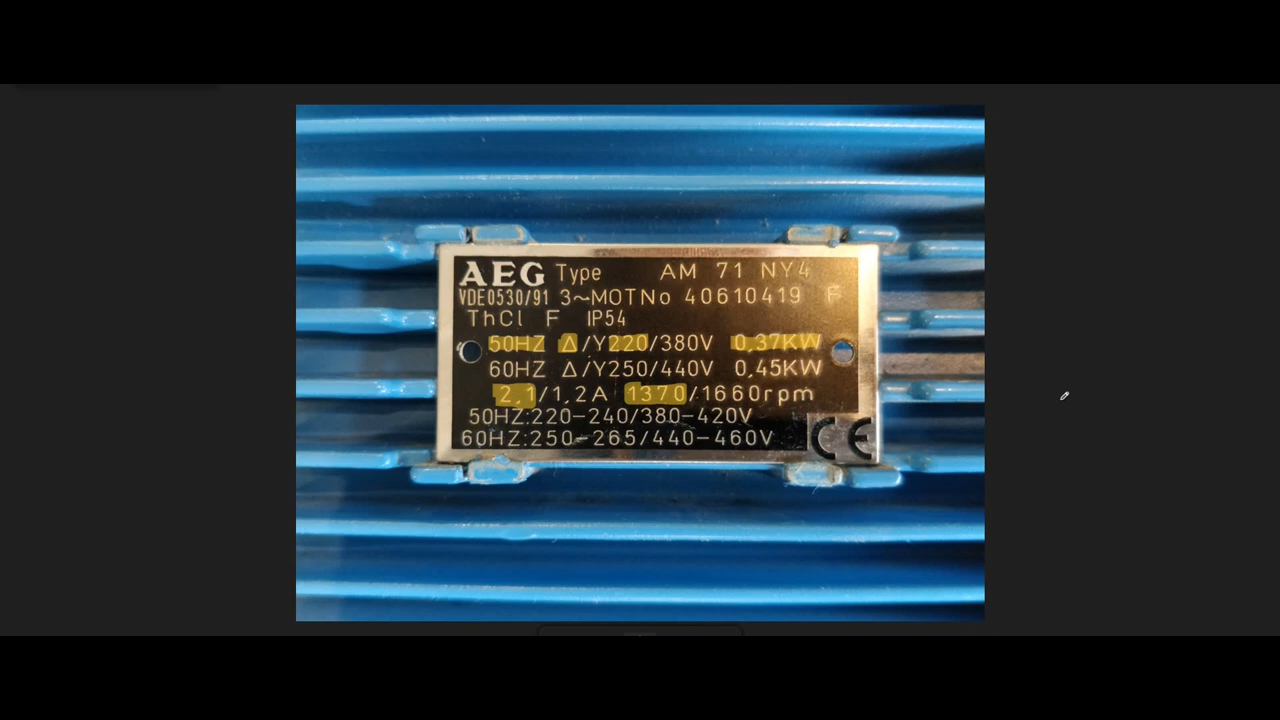 AEG Type AM 71 NY4
VDE0530/91 3~MOTNo 40610419 F
ThCl F IP54
50HZ Δ/Y220/380V 0,37KW
60HZ Δ/Y250/440V 0,45KW
2,1/1,2A 1370/1660rpm
50HZ:220-240/380-420V
60HZ:250-265/440-460V CE